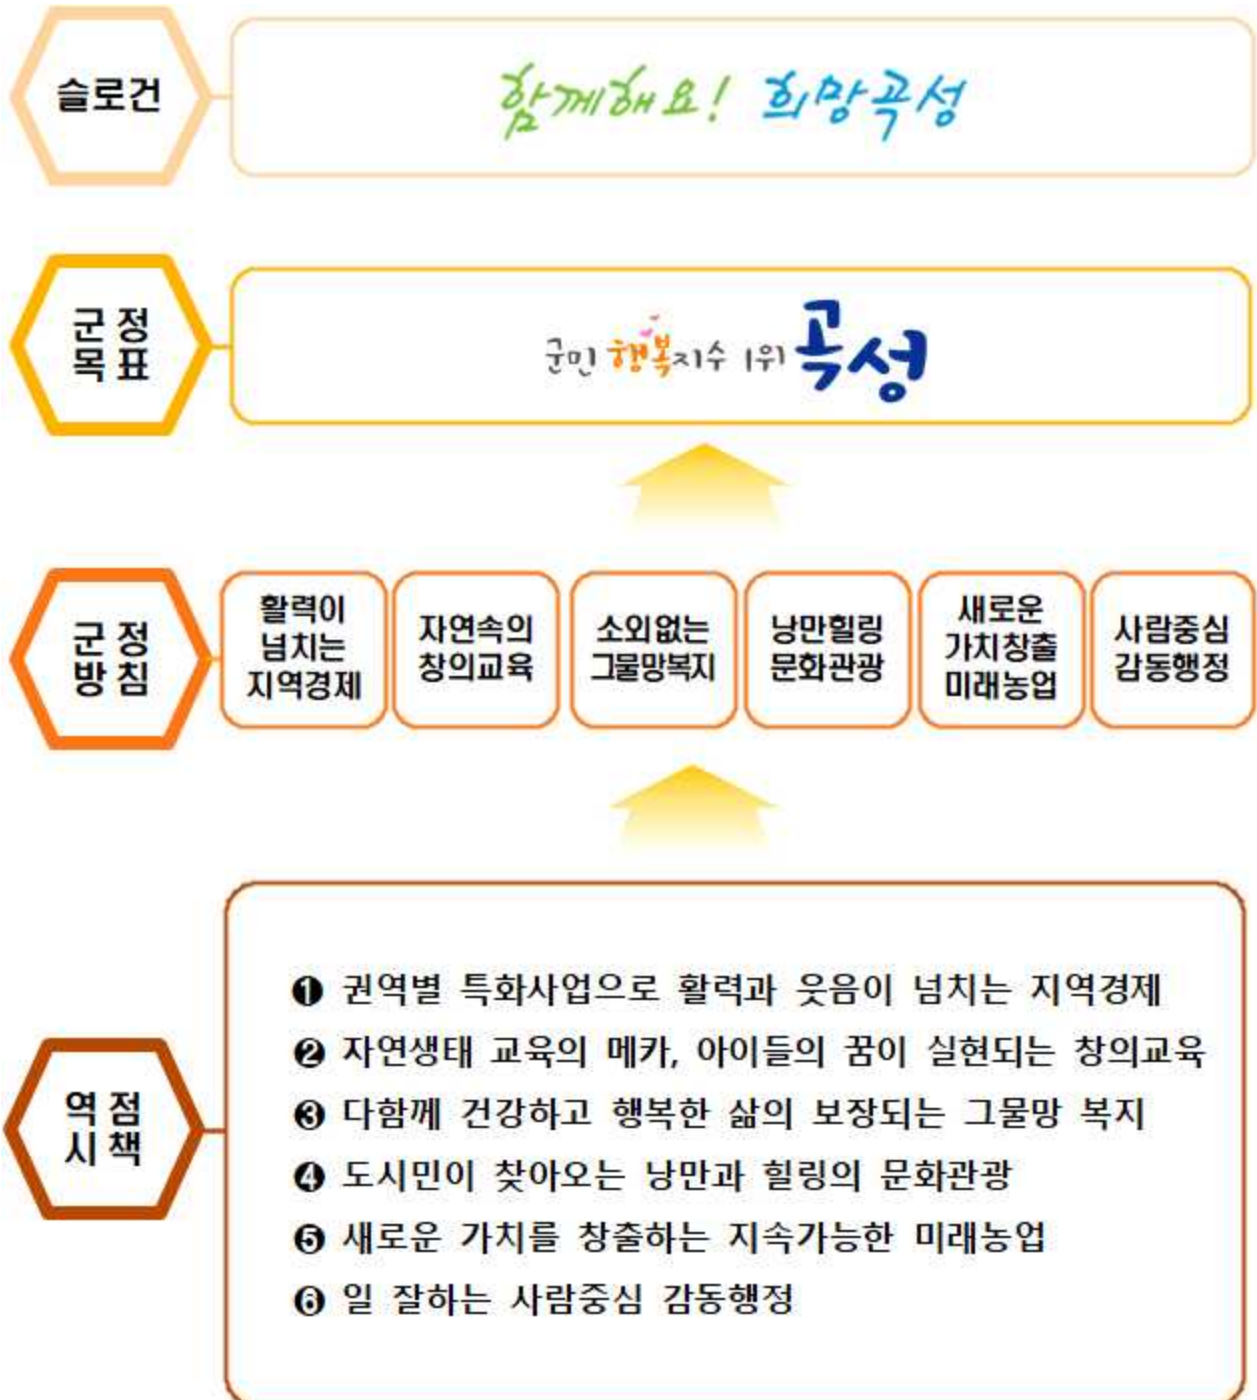 슬로건
함께해요! 희망곡성
군 정
목 표
군민 행복지수 1위 곡성
군 정
방 침
활력이
넘치는
지역경제
자연속의
창의교육
소외없는
그물망복지
낭만힐링
문화관광
새로운
가치창출
미래농업
사람중심
감동행정
역 점
시 책
❶ 권역별 특화사업으로 활력과 웃음이 넘치는 지역경제
❷ 자연생태 교육의 메카, 아이들의 꿈이 실현되는 창의교육
❸ 다함께 건강하고 행복한 삶의 보장되는 그물망 복지
❹ 도시민이 찾아오는 낭만과 힐링의 문화관광
❺ 새로운 가치를 창출하는 지속가능한 미래농업
❻ 일 잘하는 사람중심 감동행정